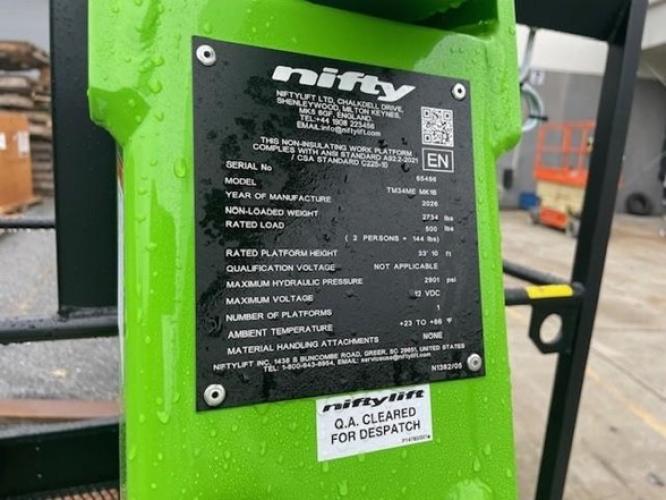 nifty
NIFTYLIFT LTD, CHALKDELL DRIVE,
SHENLEYWOOD, MILTON KEYNES,
MK5 6GF, ENGLAND.
TEL:+44 1908 223456
EMAIL:info@niftylift.com
THIS NON-INSULATING WORK PLATFORM
COMPLIES WITH ANSI STANDARD A92.2-2021
/ CSA STANDARD C225-10
EN
SERIAL No 65486
MODEL TM34ME MK1B
YEAR OF MANUFACTURE 2026
NON-LOADED WEIGHT 2734 lbs
RATED LOAD 500 lbs
( 2 PERSONS + 144 lbs)
RATED PLATFORM HEIGHT 33' 10 ft
QUALIFICATION VOLTAGE NOT APPLICABLE
MAXIMUM HYDRAULIC PRESSURE 2901 psi
MAXIMUM VOLTAGE 12 VDC
NUMBER OF PLATFORMS 1
AMBIENT TEMPERATURE +23 TO +86 °F
MATERIAL HANDLING ATTACHMENTS NONE
NIFTYLIFT INC, 1438 S BUNCOMBE ROAD, GREER, SC 29651, UNITED STATES
TEL: 1-800-643-8954, EMAIL: serviceusa@niftylift.com
N1382/05
niftylift
Q.A. CLEARED
FOR DESPATCH